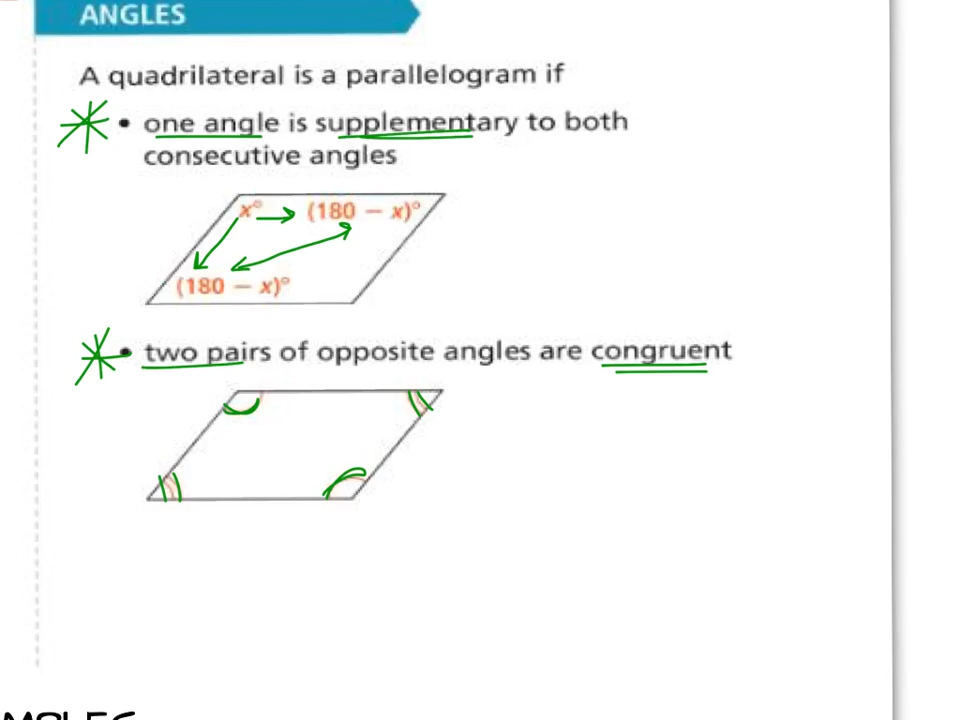 ANGLES
A quadrilateral is a parallelogram if
• one angle is supplementary to both
consecutive angles
x° (180 − x)°
(180 − x)°
• two pairs of opposite angles are congruent